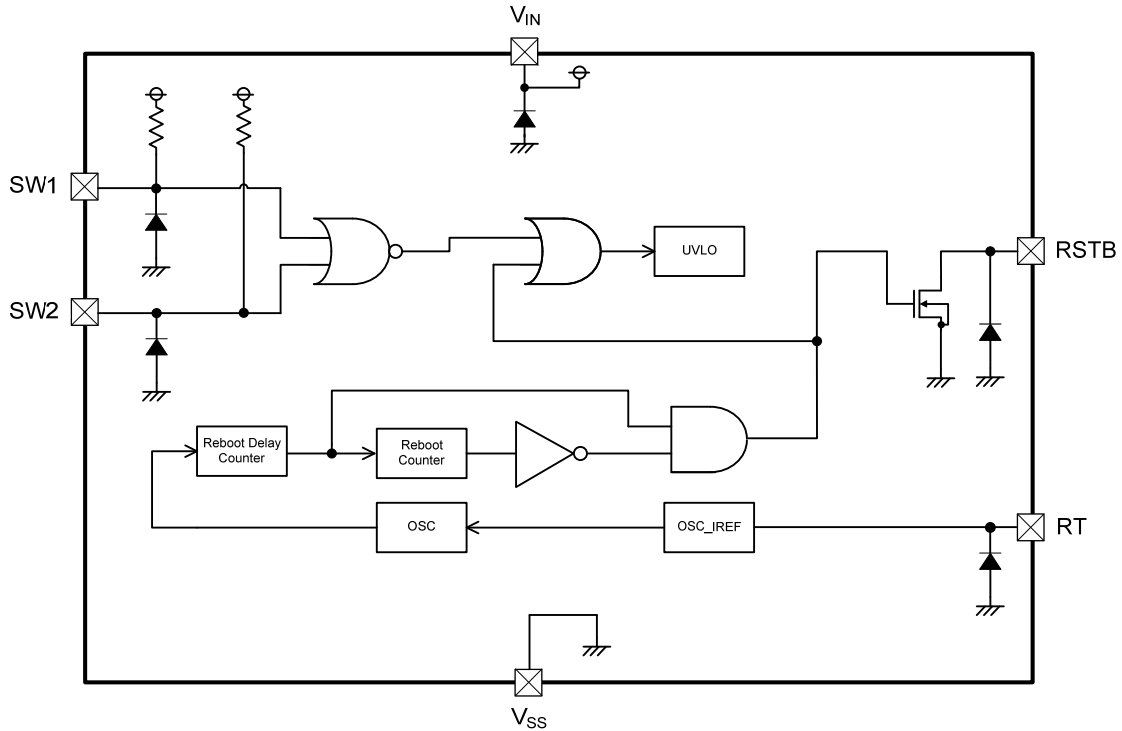 VIN
SW1
SW2
UVLO
RSTB
Reboot Delay
Counter
Reboot
Counter
OSC
OSC_IREF
RT
VSS